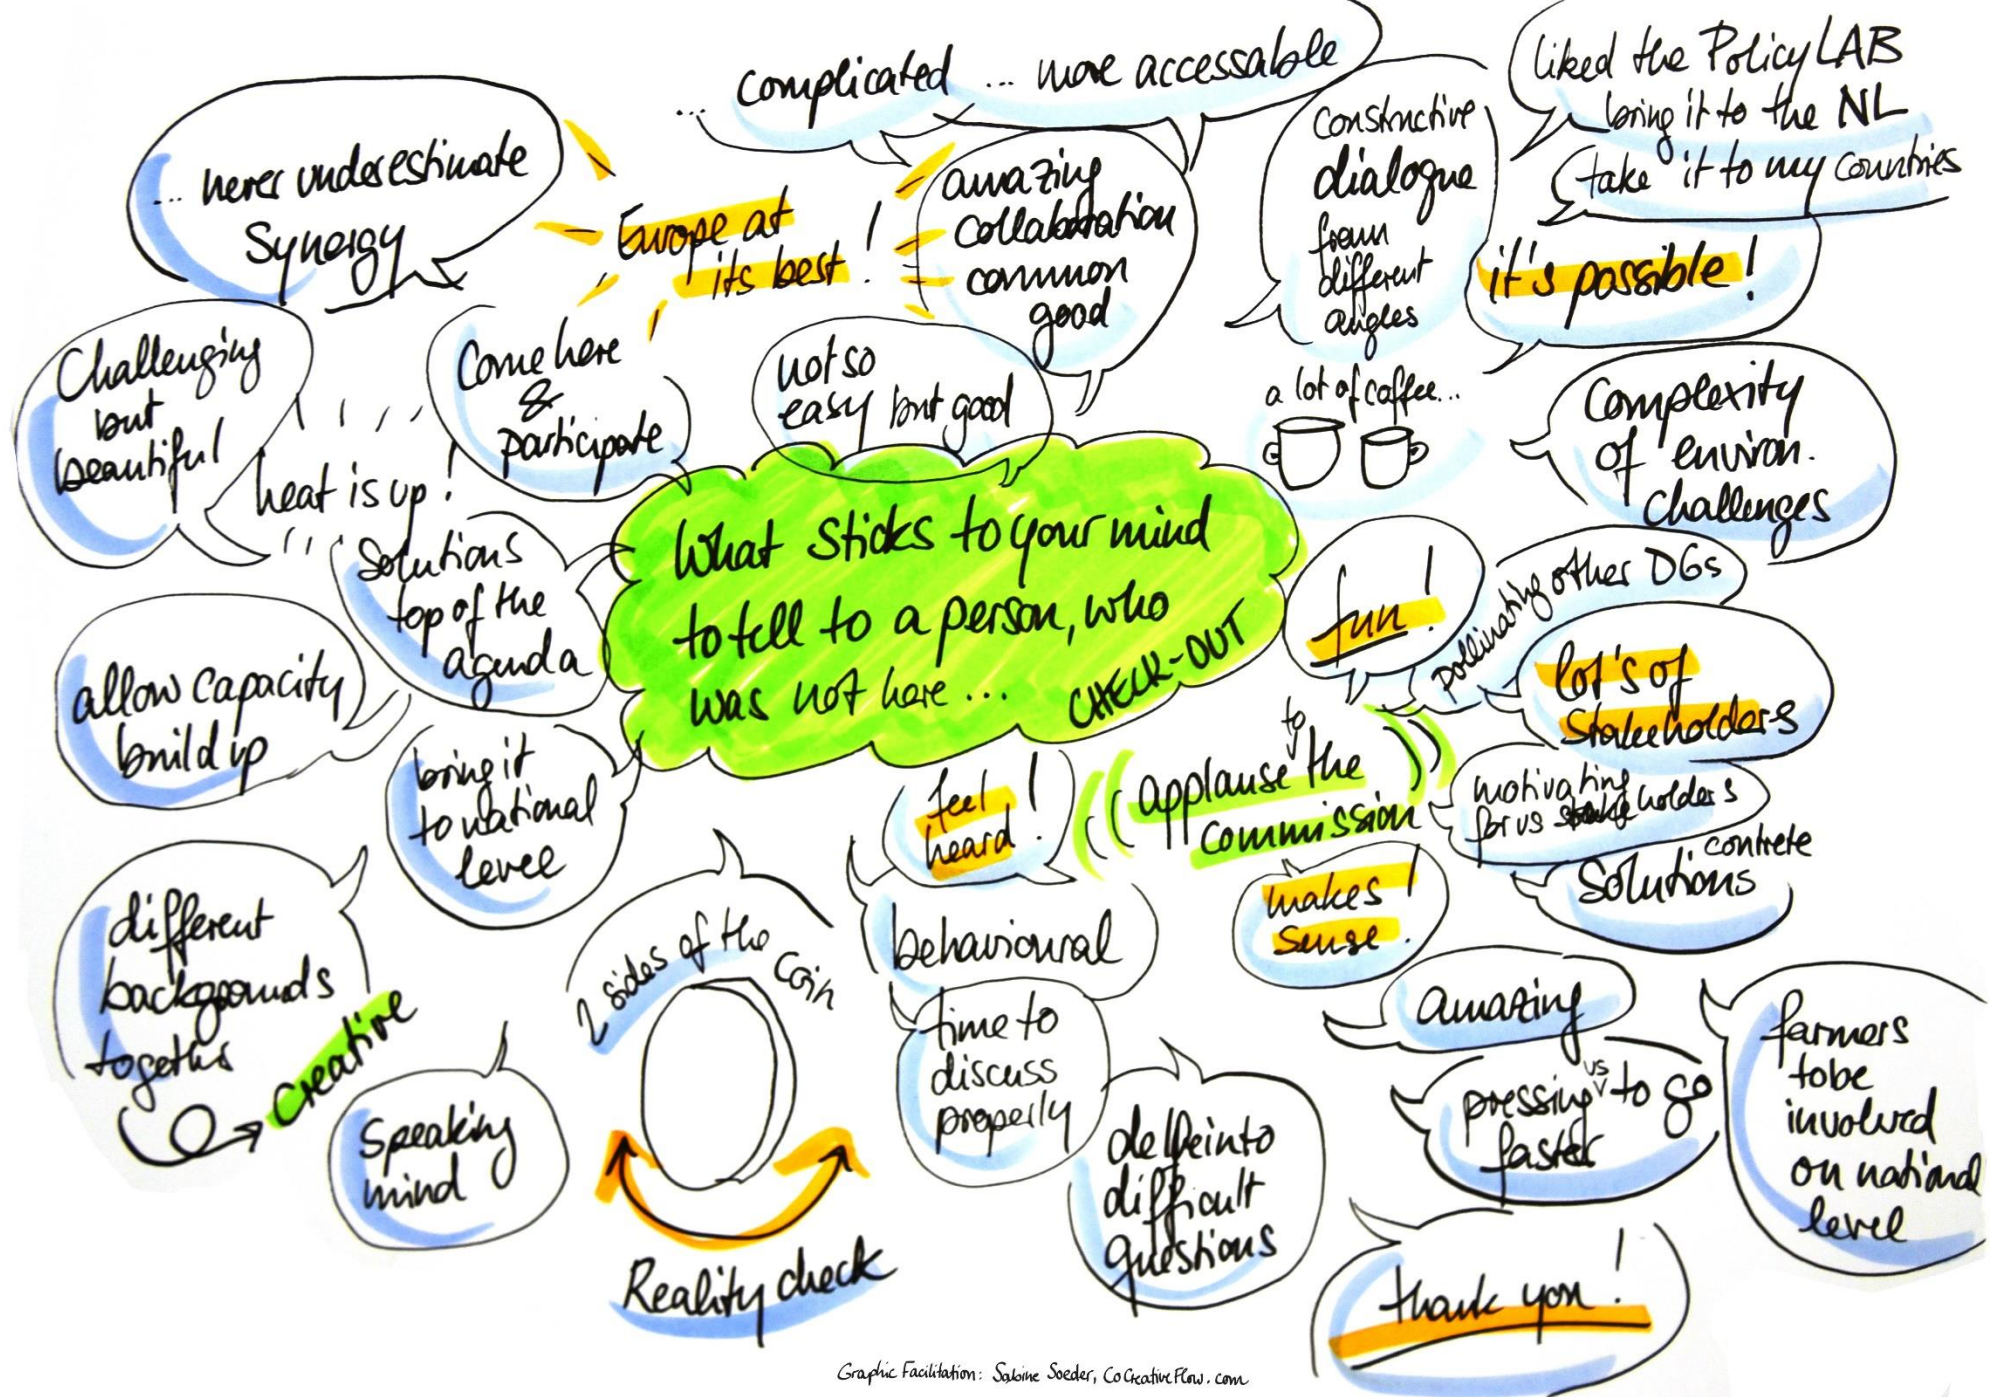 ... complicated ... more accessable
... never underestimate
Synergy
Europe at
its best!
amazing
collaboration
common
good
constructive
dialogue
from
different
angles
liked the PolicyLAB
bring it to the NL
take it to my countries
it's possible!
Challenging
but
beautiful
heat is up!
Come here
&
participate
not so
easy but good
a lot of coffee...
Complexity
of environ.
Challenges
Solutions
top of the
agenda
What sticks to your mind
to tell to a person, who
was not here ...
CHECK-OUT
fun!
pollinating other DGs
lot's of
Stakeholders
allow capacity
build up
bring it
to national
level
feel
heard!
applause to the
commission
motivating
for us holders
concrete
Solutions
makes
sense!
different
backgrounds
together
creative
2 sides of the coin
behavioural
time to
discuss
properly
amazing
pressing us to go
faster
farmers
to be
involved
on national
level
Speaking
mind
Reality check
delve into
difficult
questions
thank you!
Graphic Facilitation: Sabine Soeder, CoCreativeFlow.com